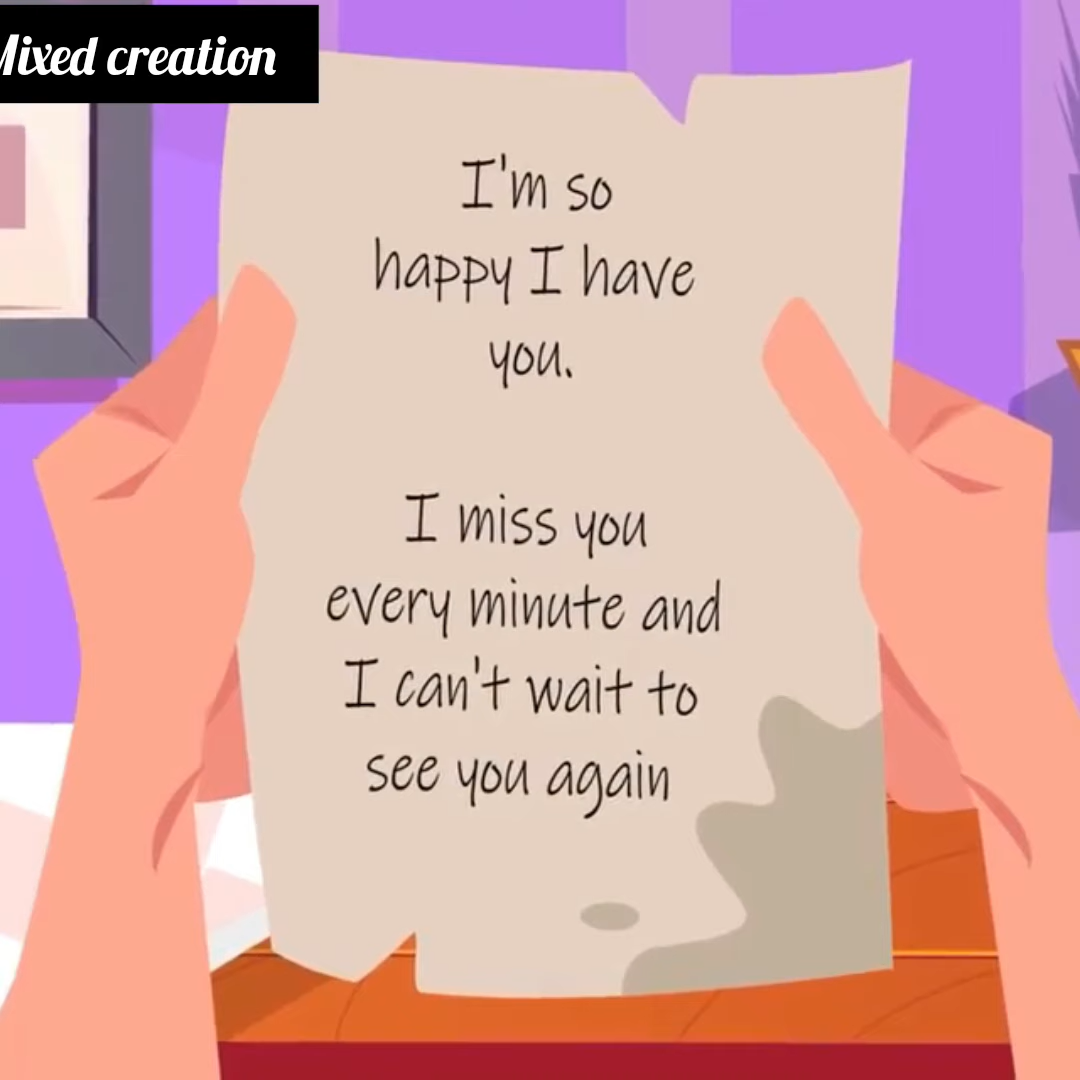 Mixed creation
I'm so
happy I have
you.
I miss you
every minute and
I can't wait to
see you again